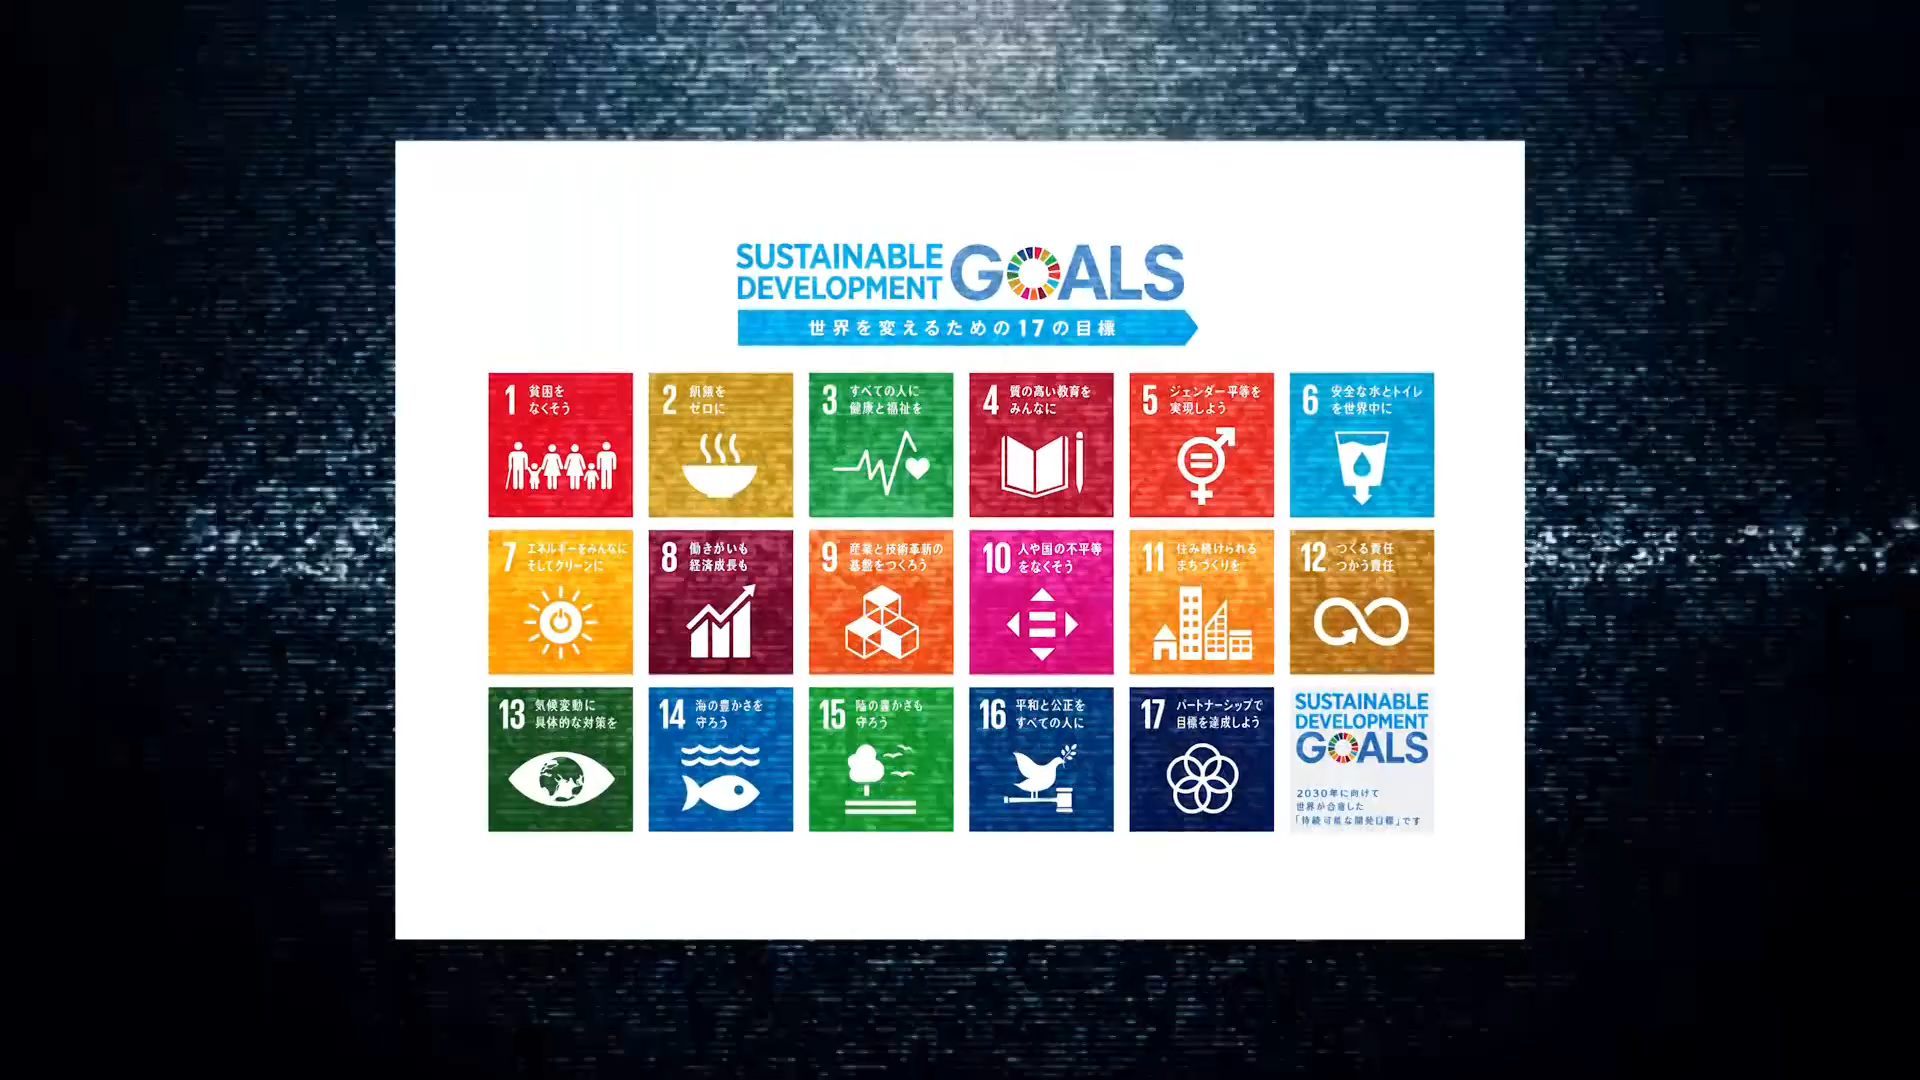 SUSTAINABLE
DEVELOPMENT
GOALS
世界を変えるための17の目標
1 貧困を
なくそう
2 飢餓を
ゼロに
3 すべての人に
健康と福祉を
4 質の高い教育を
みんなに
5 ジェンダー平等を
実現しよう
6 安全な水とトイレ
を世界中に
7 エネルギーをみんなに
そしてクリーンに
8 働きがいも
経済成長も
9 産業と技術革新の
基盤をつくろう
10 人や国の不平等
をなくそう
11 住み続けられる
まちづくりを
12 つくる責任
つかう責任
13 気候変動に
具体的な対策を
14 海の豊かさを
守ろう
15 陸の豊かさも
守ろう
16 平和と公正を
すべての人に
17 パートナーシップで
目標を達成しよう
SUSTAINABLE
DEVELOPMENT
GOALS
2030年に向けて
世界が合意した
「持続可能な開発目標」です